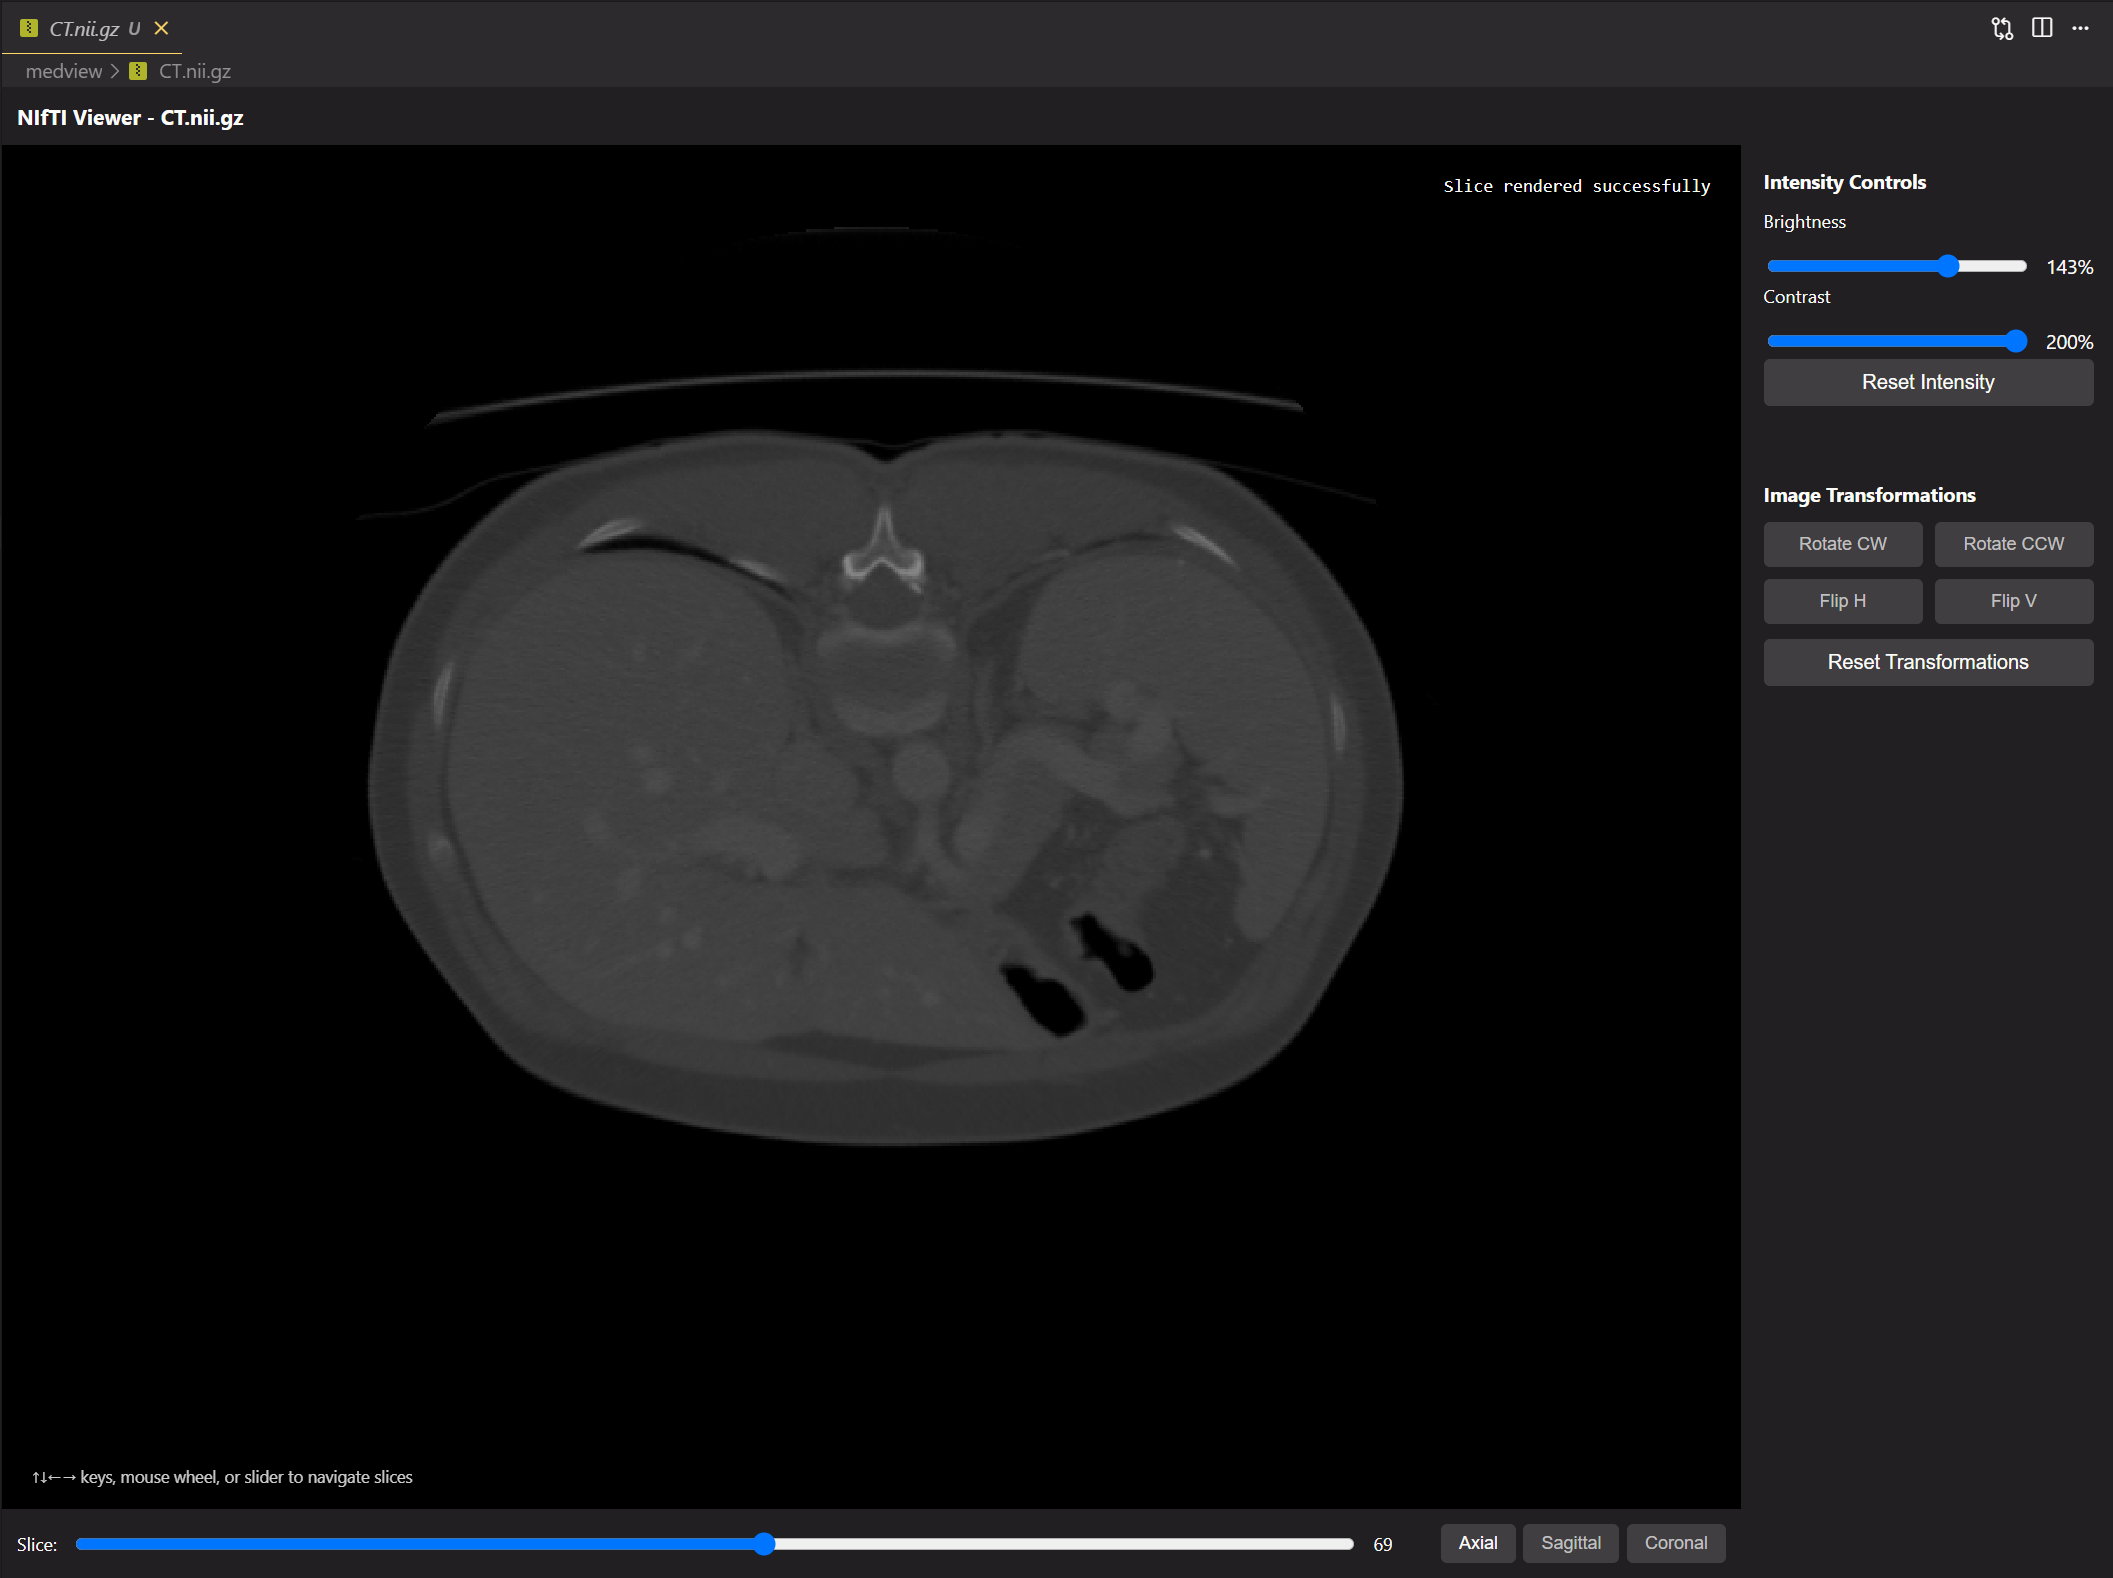 CT.nii.gz U
medview > CT.nii.gz
NIfTI Viewer - CT.nii.gz
Slice rendered successfully
Intensity Controls
Brightness
143%
Contrast
200%
Reset Intensity
Image Transformations
Rotate CW Rotate CCW
Flip H Flip V
Reset Transformations
↑↓←→ keys, mouse wheel, or slider to navigate slices
Slice: 69 Axial Sagittal Coronal